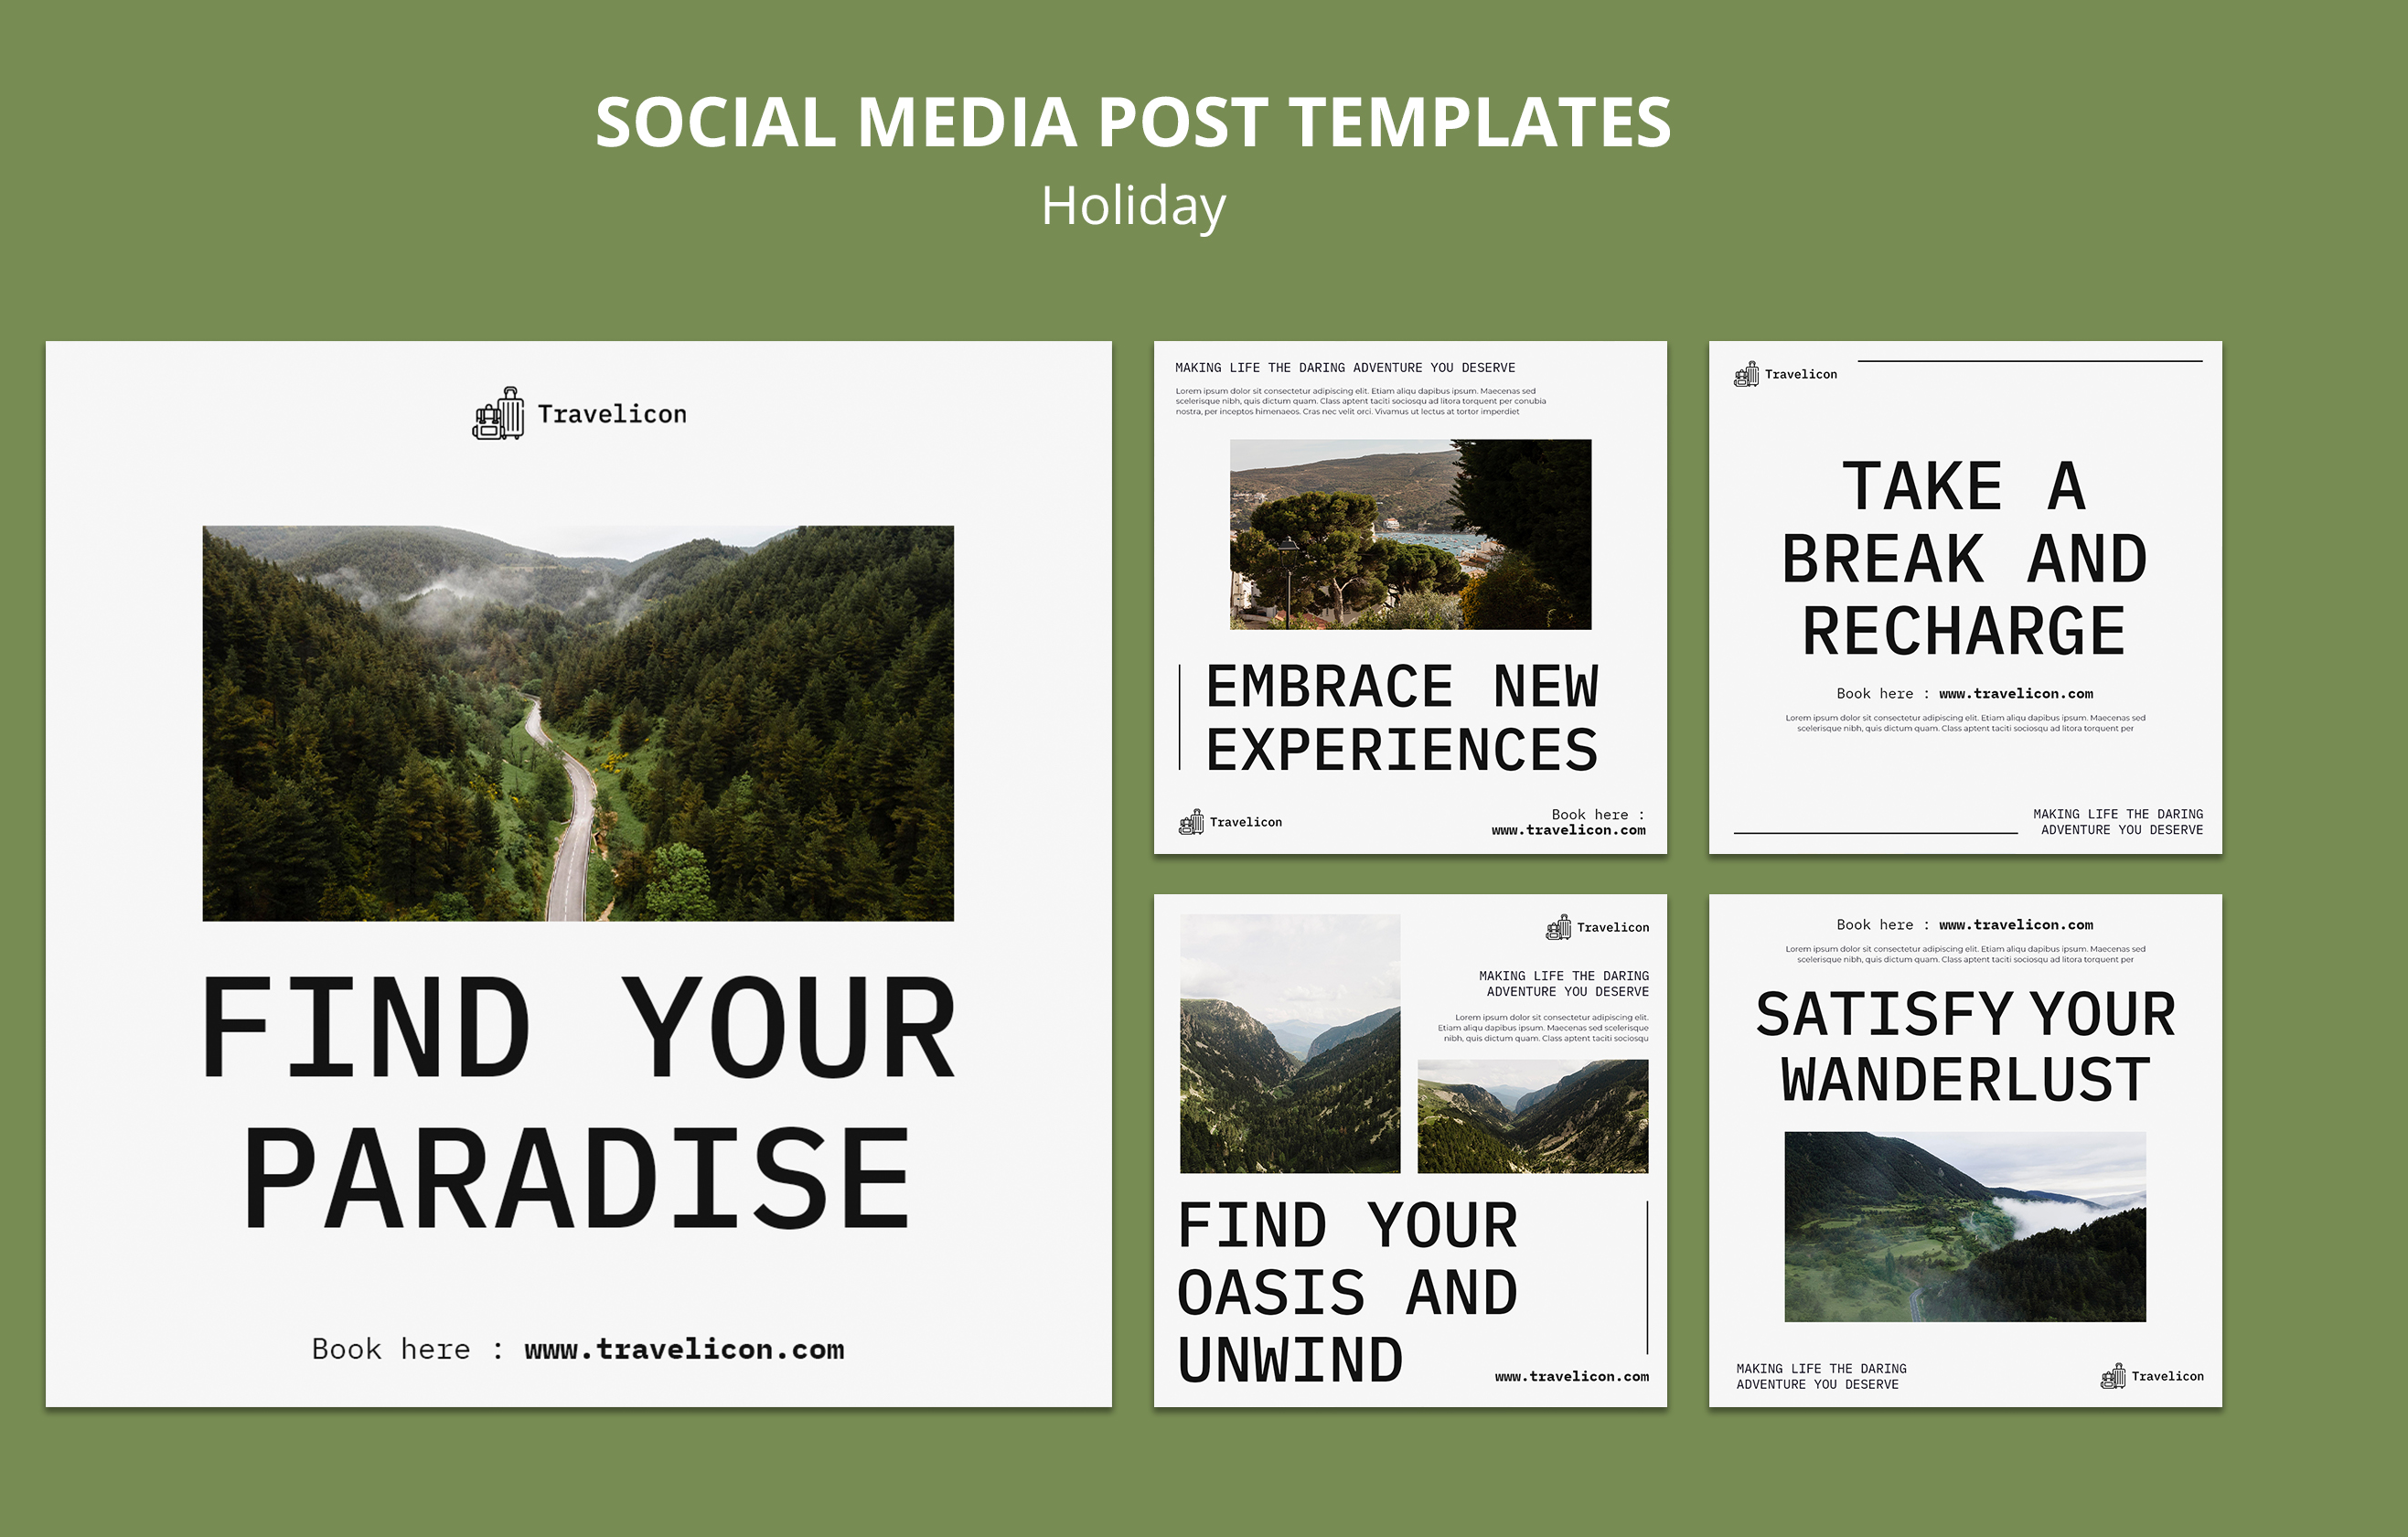 SOCIAL MEDIA POST TEMPLATES
Holiday
Travelicon
FIND YOUR
PARADISE
Book here : www.travelicon.com
MAKING LIFE THE DARING ADVENTURE YOU DESERVE
Lorem ipsum dolor sit consectetur adipiscing elit. Etiam aliqu dapibus ipsum. Maecenas sed
scelerisque nibh, quis dictum quam. Class aptent taciti sociosqu ad litora torquent per conubia
nostra, per inceptos himenaeos. Cras nec velit orci. Vivamus ut lectus at tortor imperdiet
EMBRACE NEW
EXPERIENCES
Travelicon
Book here :
www.travelicon.com
Travelicon
TAKE A
BREAK AND
RECHARGE
Book here : www.travelicon.com
Lorem ipsum dolor sit consectetur adipiscing elit. Etiam aliqu dapibus ipsum. Maecenas sed
scelerisque nibh, quis dictum quam. Class aptent taciti sociosqu ad litora torquent per
MAKING LIFE THE DARING
ADVENTURE YOU DESERVE
Travelicon
MAKING LIFE THE DARING
ADVENTURE YOU DESERVE
Lorem ipsum dolor sit consectetur adipiscing elit.
Etiam aliqu dapibus ipsum. Maecenas sed scelerisque
nibh, quis dictum quam. Class aptent taciti sociosqu
FIND YOUR
OASIS AND
UNWIND
www.travelicon.com
Book here : www.travelicon.com
Lorem ipsum dolor sit consectetur adipiscing elit. Etiam aliqu dapibus ipsum. Maecenas sed
scelerisque nibh, quis dictum quam. Class aptent taciti sociosqu ad litora torquent per
SATISFY YOUR
WANDERLUST
MAKING LIFE THE DARING
ADVENTURE YOU DESERVE
Travelicon